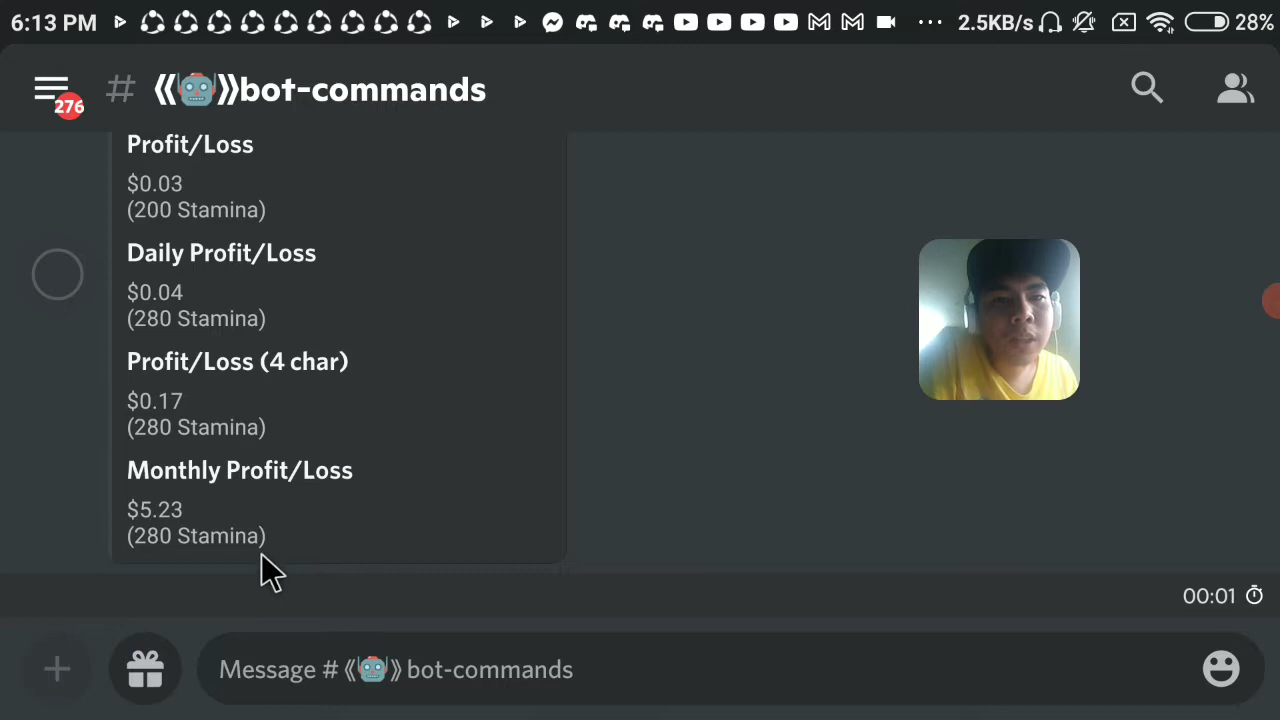 6:13 PM
2.5KB/s
28%
276
# 《🤖》bot-commands
Profit/Loss
$0.03
(200 Stamina)
Daily Profit/Loss
$0.04
(280 Stamina)
Profit/Loss (4 char)
$0.17
(280 Stamina)
Monthly Profit/Loss
$5.23
(280 Stamina)
00:01
Message #《🤖》bot-commands